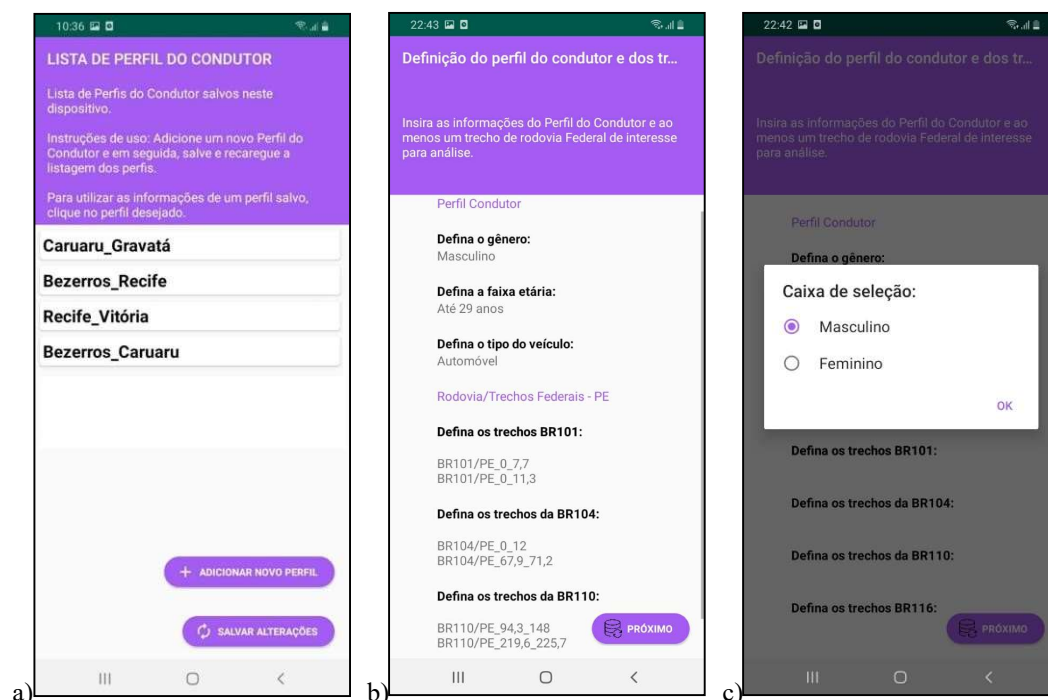 10:36
LISTA DE PERFIL DO CONDUTOR
Lista de Perfis do Condutor salvos neste
dispositivo.
Instruções de uso: Adicione um novo Perfil do
Condutor e em seguida, salve e recaregue a
listagem dos perfis.
Para utilizar as informações de um perfil salvo,
clique no perfil desejado.
Caruaru_Gravatá
Bezerros_Recife
Recife_Vitória
Bezerros_Caruaru
+ ADICIONAR NOVO PERFIL
SALVAR ALTERAÇÕES
a)
22:43
Definição do perfil do condutor e dos tr...
Insira as informações do Perfil do Condutor e ao
menos um trecho de rodovia Federal de interesse
para análise.
Perfil Condutor
Defina o gênero:
Masculino
Defina a faixa etária:
Até 29 anos
Defina o tipo do veículo:
Automóvel
Rodovia/Trechos Federais - PE
Defina os trechos BR101:
BR101/PE_0_7,7
BR101/PE_0_11,3
Defina os trechos da BR104:
BR104/PE_0_12
BR104/PE_67,9_71,2
Defina os trechos da BR110:
BR110/PE_94,3_148
BR110/PE_219,6_225,7
PRÓXIMO
b)
22:42
Definição do perfil do condutor e dos tr...
Insira as informações do Perfil do Condutor e ao
menos um trecho de rodovia Federal de interesse
para análise.
Perfil Condutor
Defina o gênero:
Caixa de seleção:
Masculino
Feminino
OK
Defina os trechos BR101:
Defina os trechos da BR104:
Defina os trechos da BR110:
Defina os trechos BR116:
PRÓXIMO
c)